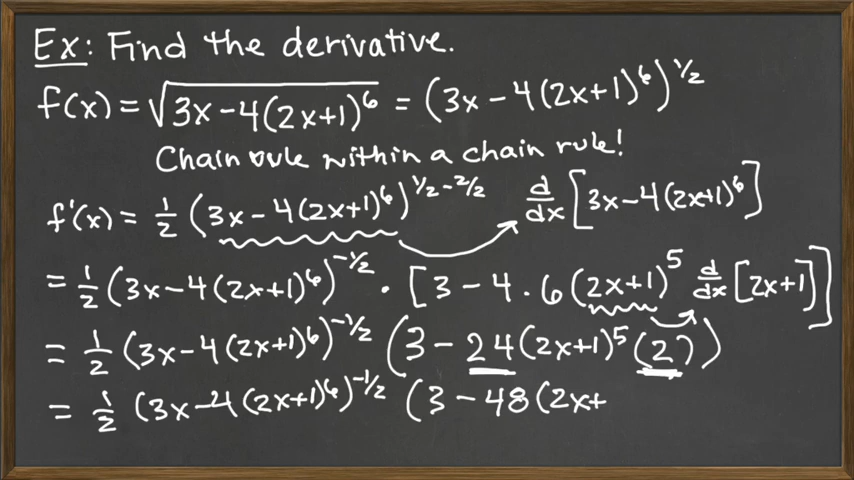 Ex: Find the derivative.
f(x) = √(3x − 4(2x+1)⁶) = (3x − 4(2x+1)⁶)^(1/2)
Chain rule within a chain rule!
f'(x) = 1/2 (3x − 4(2x+1)⁶)^(1/2 − 2/2) d/dx [3x − 4(2x+1)⁶]
= 1/2 (3x − 4(2x+1)⁶)^(−1/2) · [3 − 4 · 6(2x+1)⁵ d/dx [2x+1]]
= 1/2 (3x − 4(2x+1)⁶)^(−1/2) (3 − 24(2x+1)⁵(2))
= 1/2 (3x − 4(2x+1)⁶)^(−1/2) (3 − 48(2x+